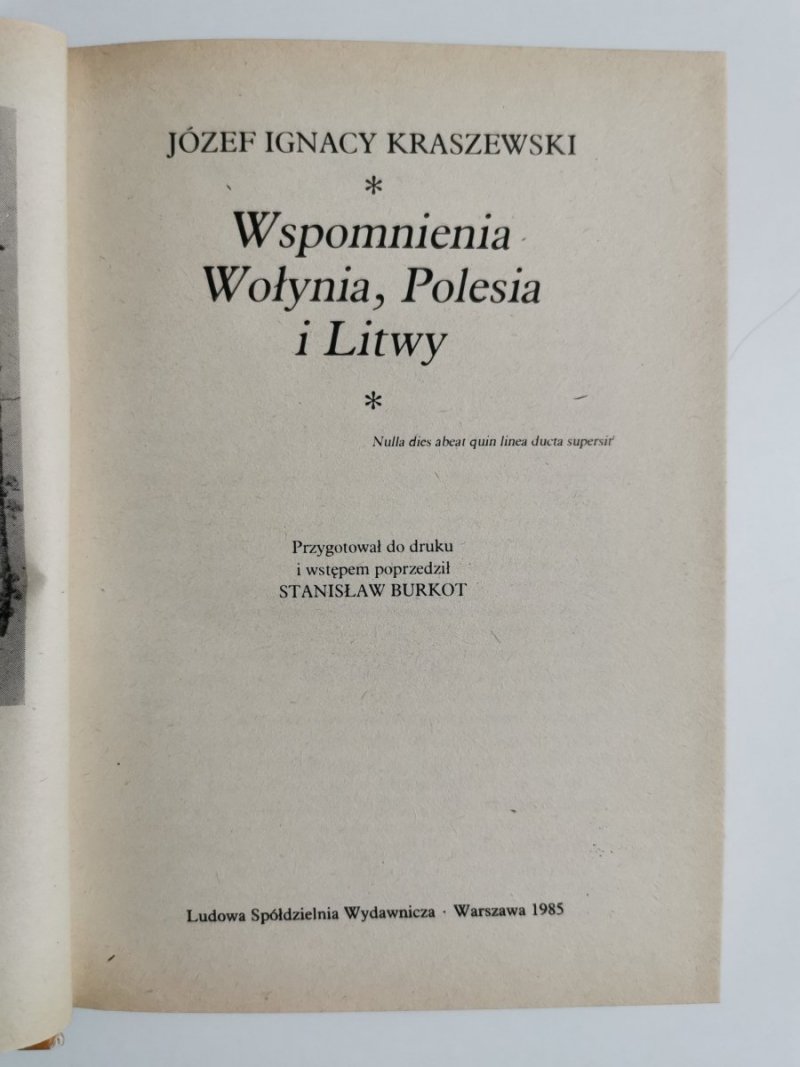 JÓZEF IGNACY KRASZEWSKI
*
Wspomnienia
Wołynia, Polesia
i Litwy
*
Nulla dies abeat quin linea ducta supersit
Przygotował do druku
i wstępem poprzedził
STANISŁAW BURKOT
Ludowa Spółdzielnia Wydawnicza · Warszawa 1985